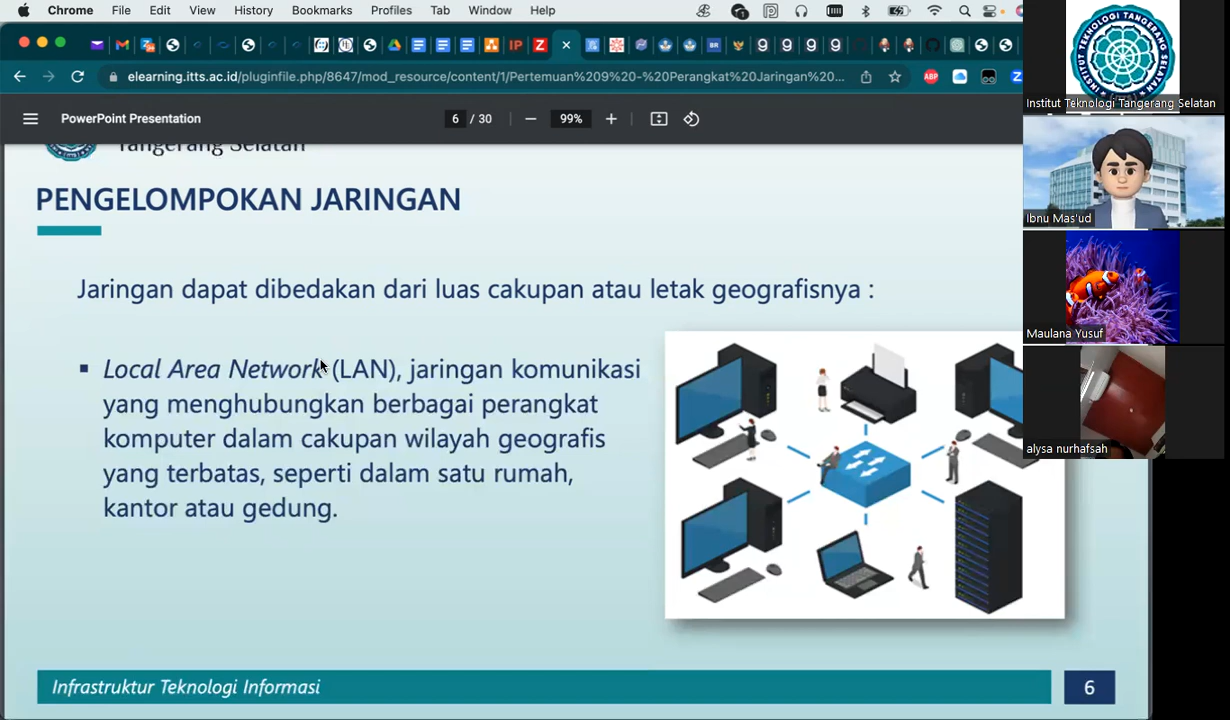 Chrome File Edit View History Bookmarks Profiles Tab Window Help
elearning.itts.ac.id/pluginfile.php/8647/mod_resource/content/1/Pertemuan%209%20-%20Perangkat%20Jaringan%20...
PowerPoint Presentation 6 / 30 99%
Tangerang Selatan
PENGELOMPOKAN JARINGAN
Jaringan dapat dibedakan dari luas cakupan atau letak geografisnya :
Local Area Network (LAN), jaringan komunikasi
yang menghubungkan berbagai perangkat
komputer dalam cakupan wilayah geografis
yang terbatas, seperti dalam satu rumah,
kantor atau gedung.
Infrastruktur Teknologi Informasi
6
INSTITUT TEKNOLOGI TANGERANG SELATAN
Institut Teknologi Tangerang Selatan
Ibnu Mas'ud
Maulana Yusuf
alysa nurhafsah